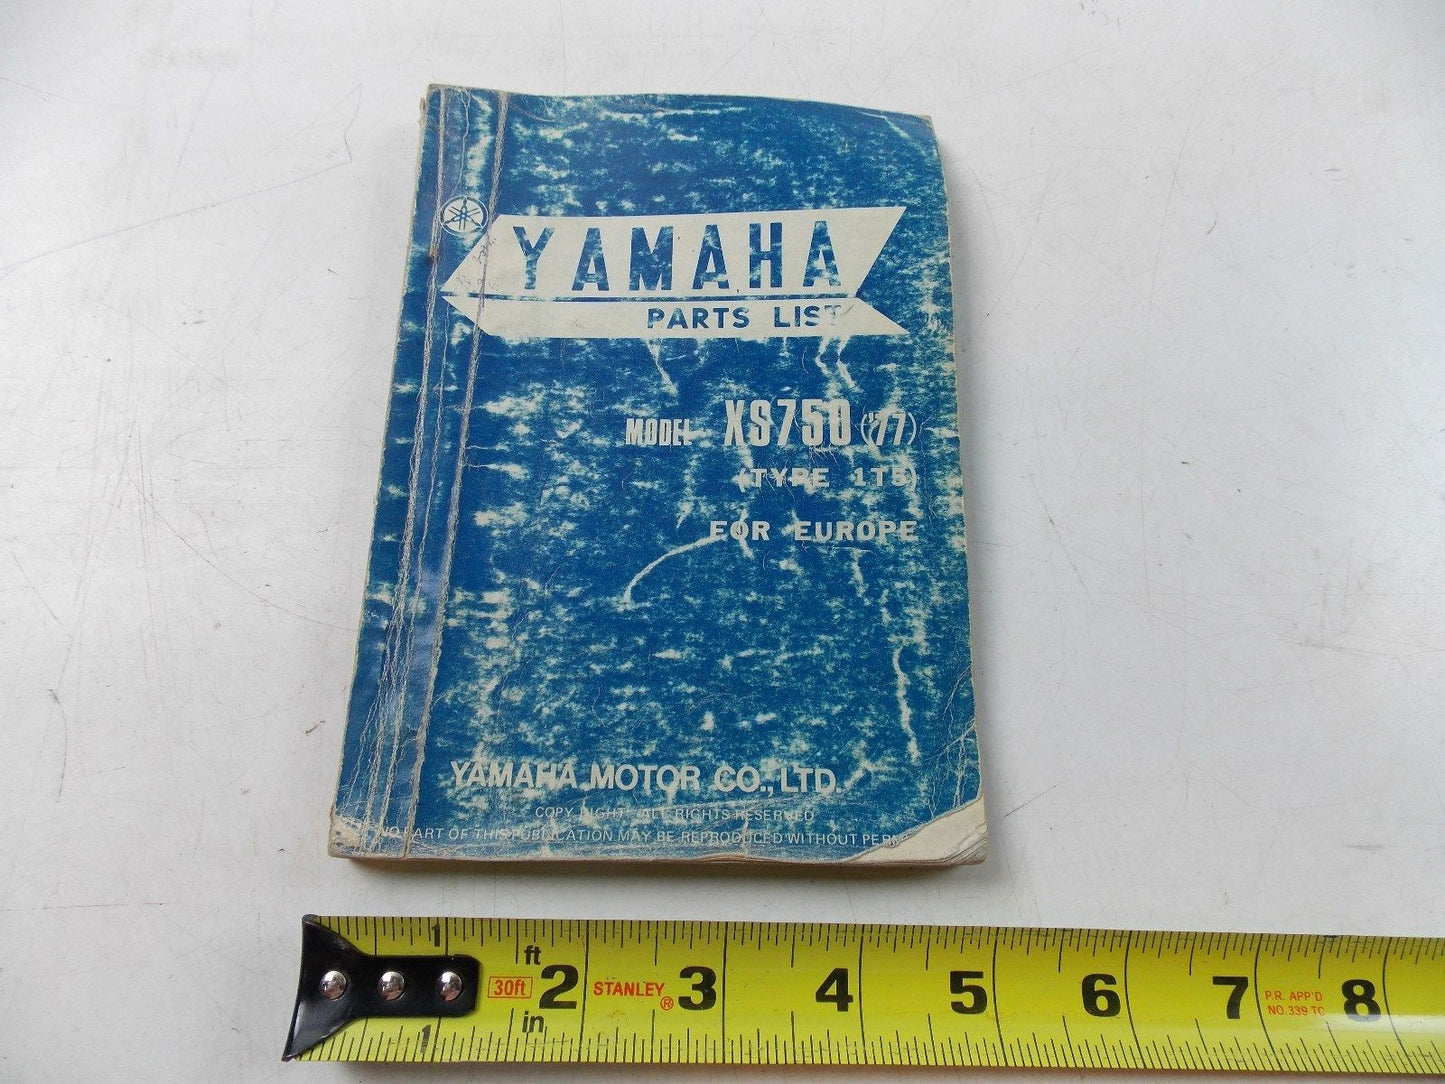 YAMAHA
PARTS LIST
MODEL XS750 ('77)
(TYPE 1T5)
FOR EUROPE
YAMAHA MOTOR CO., LTD.
COPY RIGHT ALL RIGHTS RESERVED
NO PART OF THIS PUBLICATION MAY BE REPRODUCED WITHOUT
1 ft 30ft 2 STANLEY® 3 4 5 6 7 P.R. APP'D 8
NO.339 TC
1 in